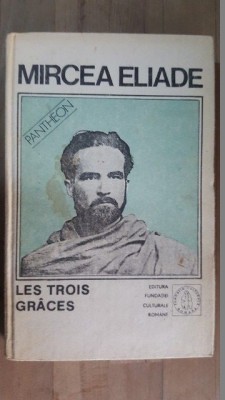 MIRCEA ELIADE
PANTHEON
LES TROIS
GRÂCES
EDITURA
FUNDAȚIEI
CULTURALE
ROMÂNE